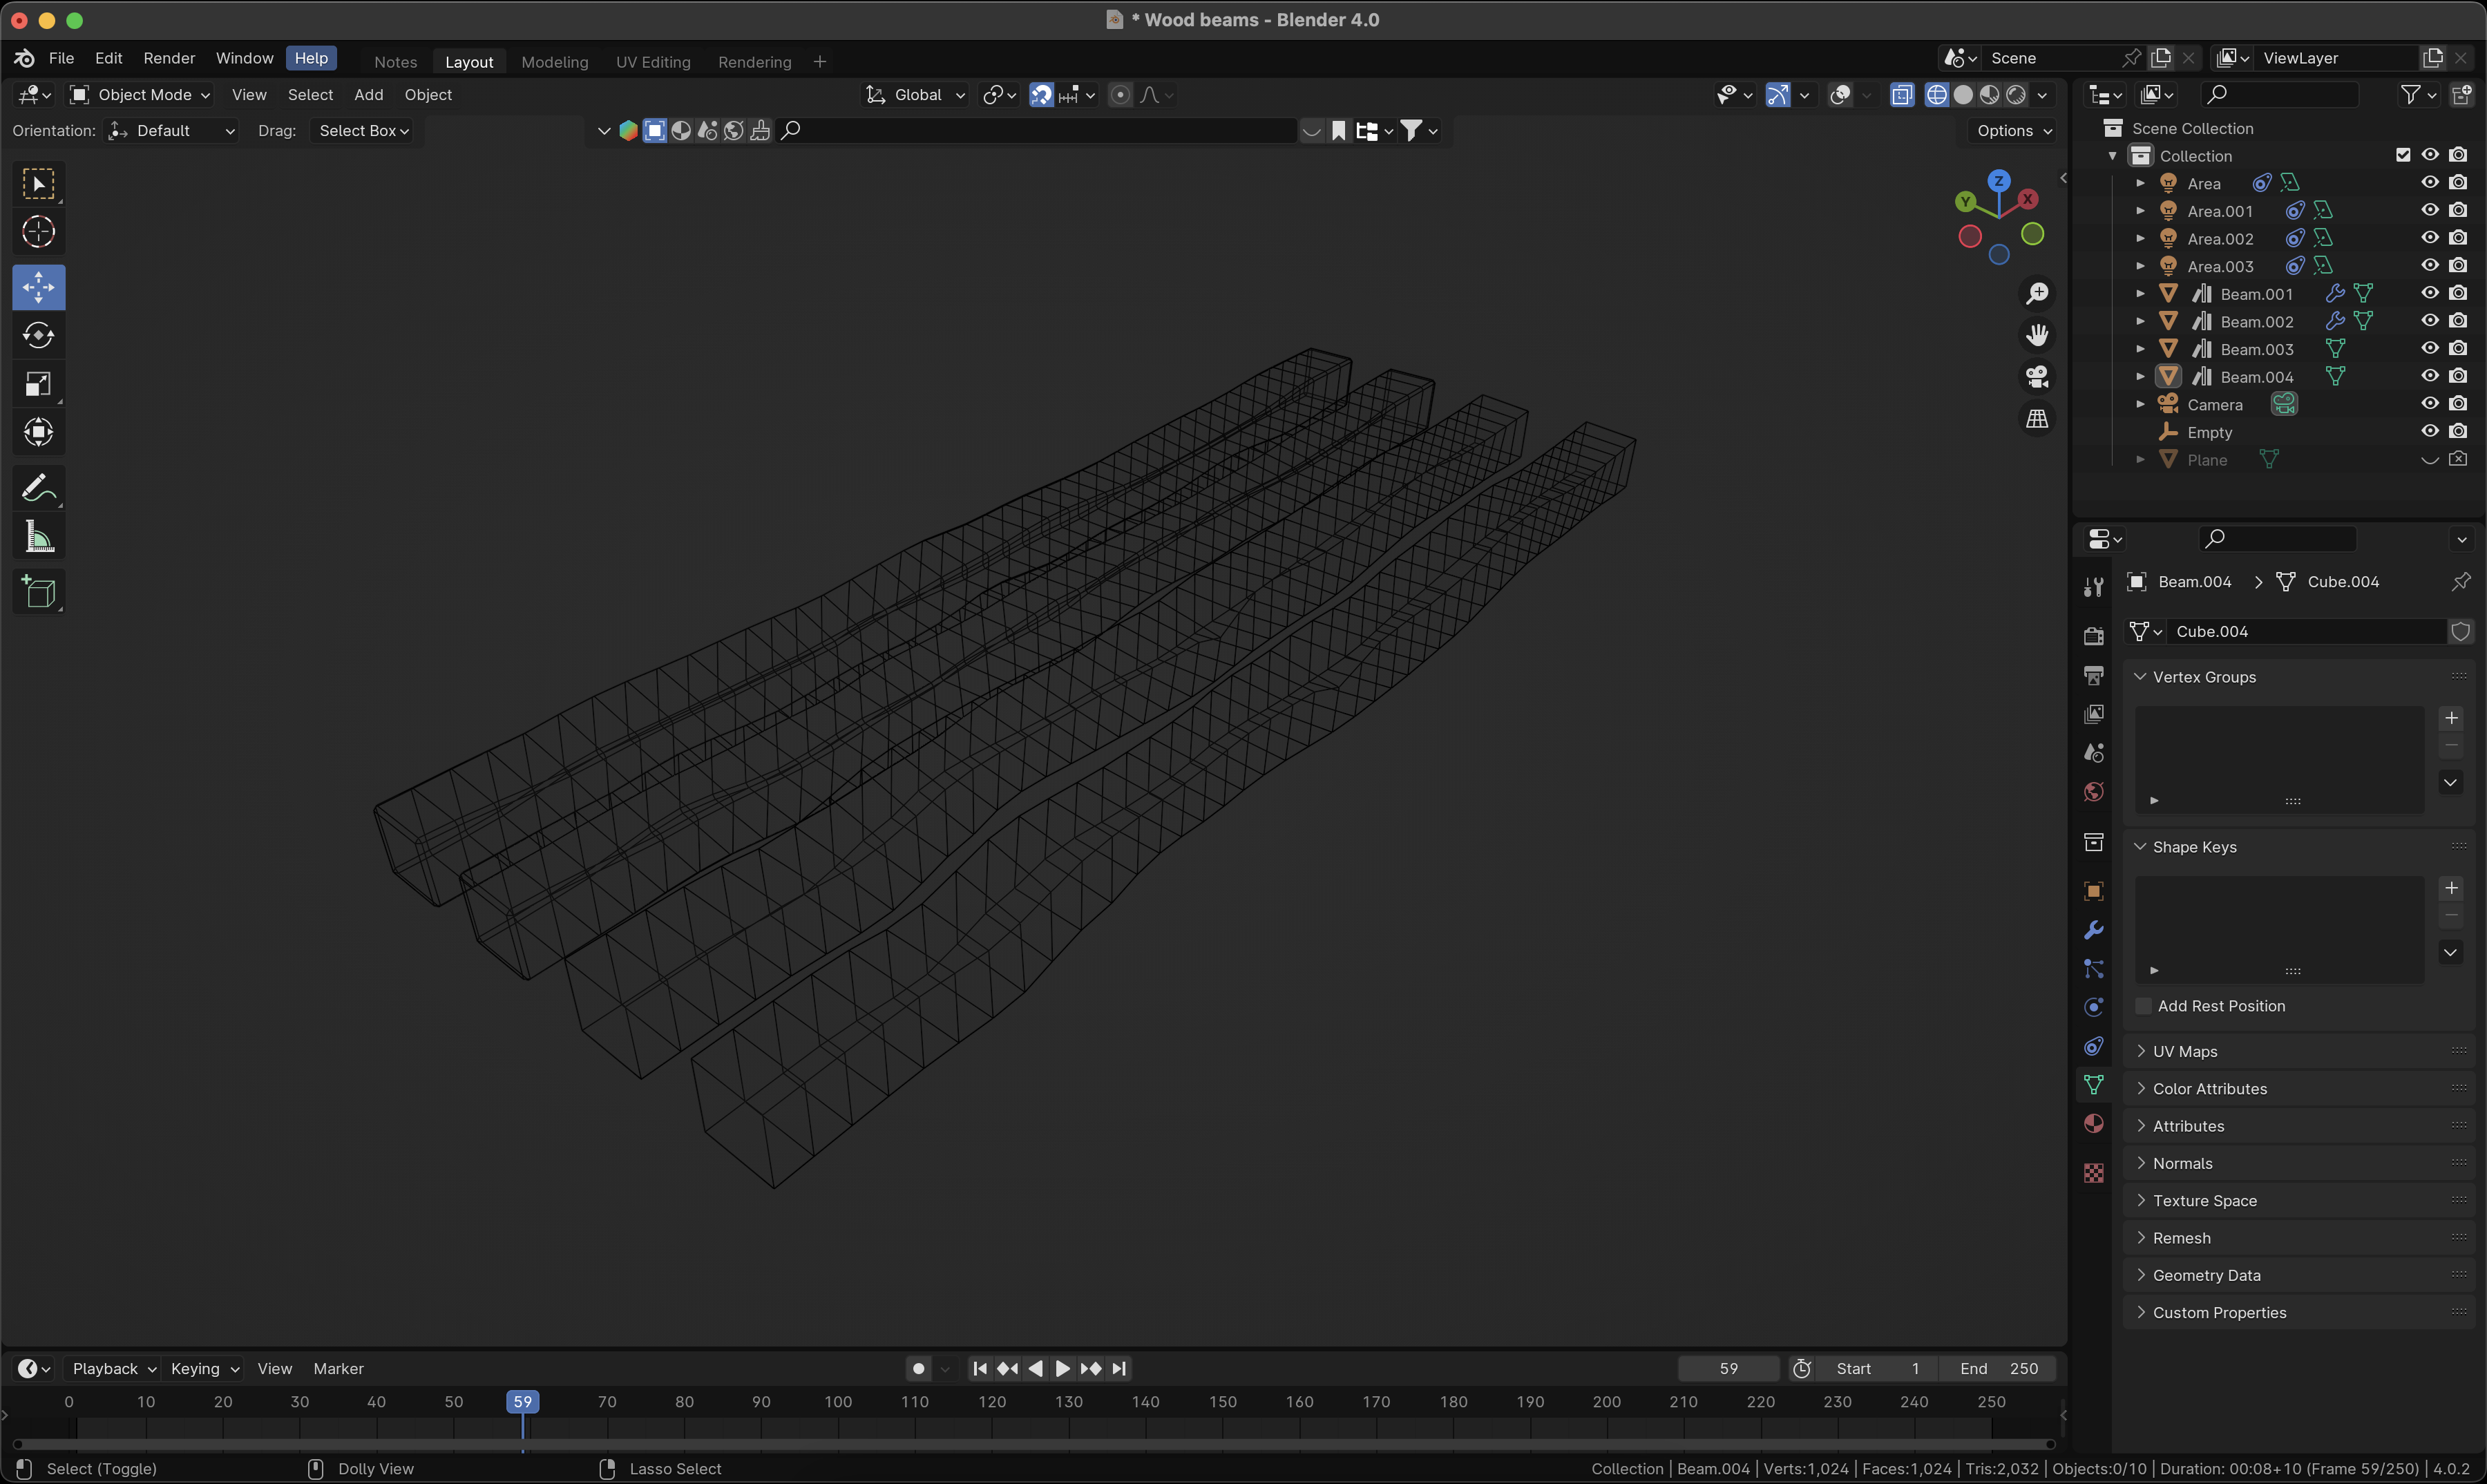 * Wood beams - Blender 4.0
File Edit Render Window Help Notes Layout Modeling UV Editing Rendering + Scene ViewLayer
Object Mode View Select Add Object Global
Orientation: Default Drag: Select Box Options
Z
Y X
Scene Collection
Collection
Area
Area.001
Area.002
Area.003
Beam.001
Beam.002
Beam.003
Beam.004
Camera
Empty
Plane
Beam.004 > Cube.004
Cube.004
Vertex Groups
Shape Keys
Add Rest Position
UV Maps
Color Attributes
Attributes
Normals
Texture Space
Remesh
Geometry Data
Custom Properties
Playback Keying View Marker 59 Start 1 End 250
0 10 20 30 40 50 59 70 80 90 100 110 120 130 140 150 160 170 180 190 200 210 220 230 240 250
Select (Toggle) Dolly View Lasso Select Collection | Beam.004 | Verts:1,024 | Faces:1,024 | Tris:2,032 | Objects:0/10 | Duration: 00:08+10 (Frame 59/250) | 4.0.2